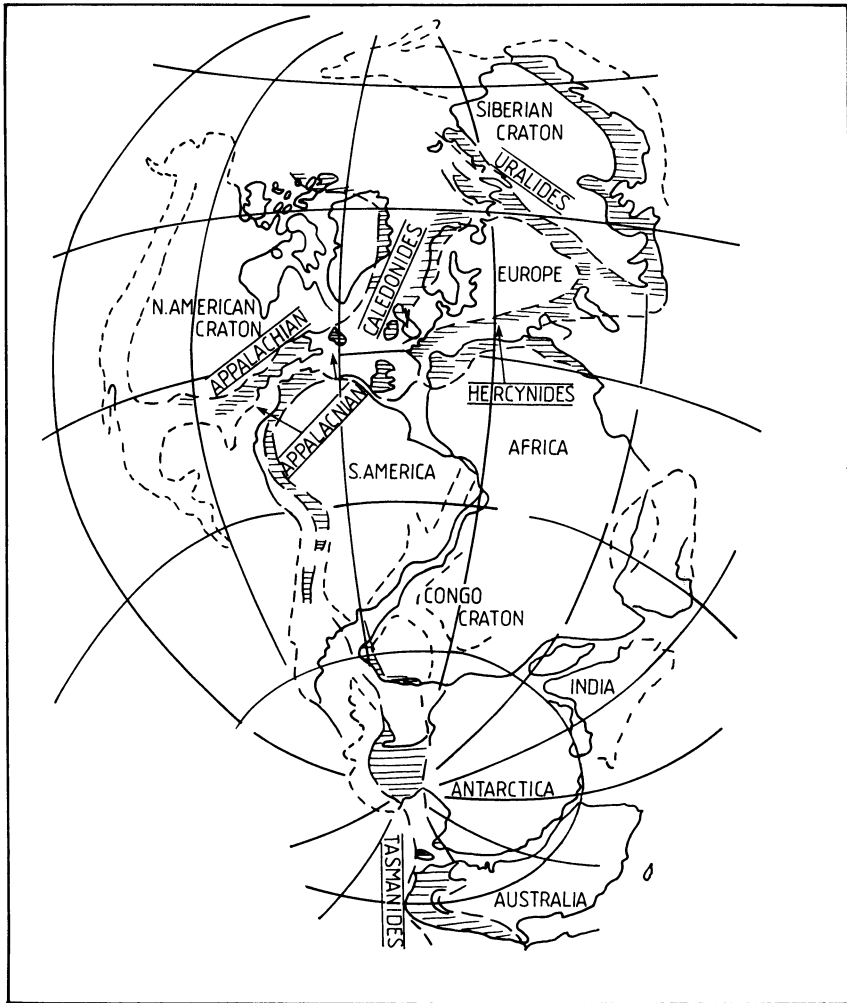 SIBERIAN
CRATON
URALIDES
CALEDONIDES
EUROPE
N.AMERICAN
CRATON
APPALACHIAN
HERCYNIDES
APPALACNIAN
S.AMERICA
AFRICA
CONGO
CRATON
INDIA
ANTARCTICA
TASMANIDES
AUSTRALIA